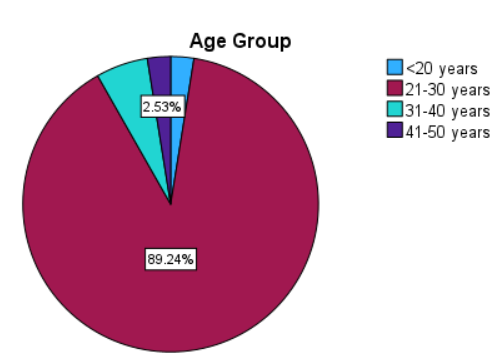 Age Group
<20 years
21-30 years
31-40 years
41-50 years
2.53%
89.24%